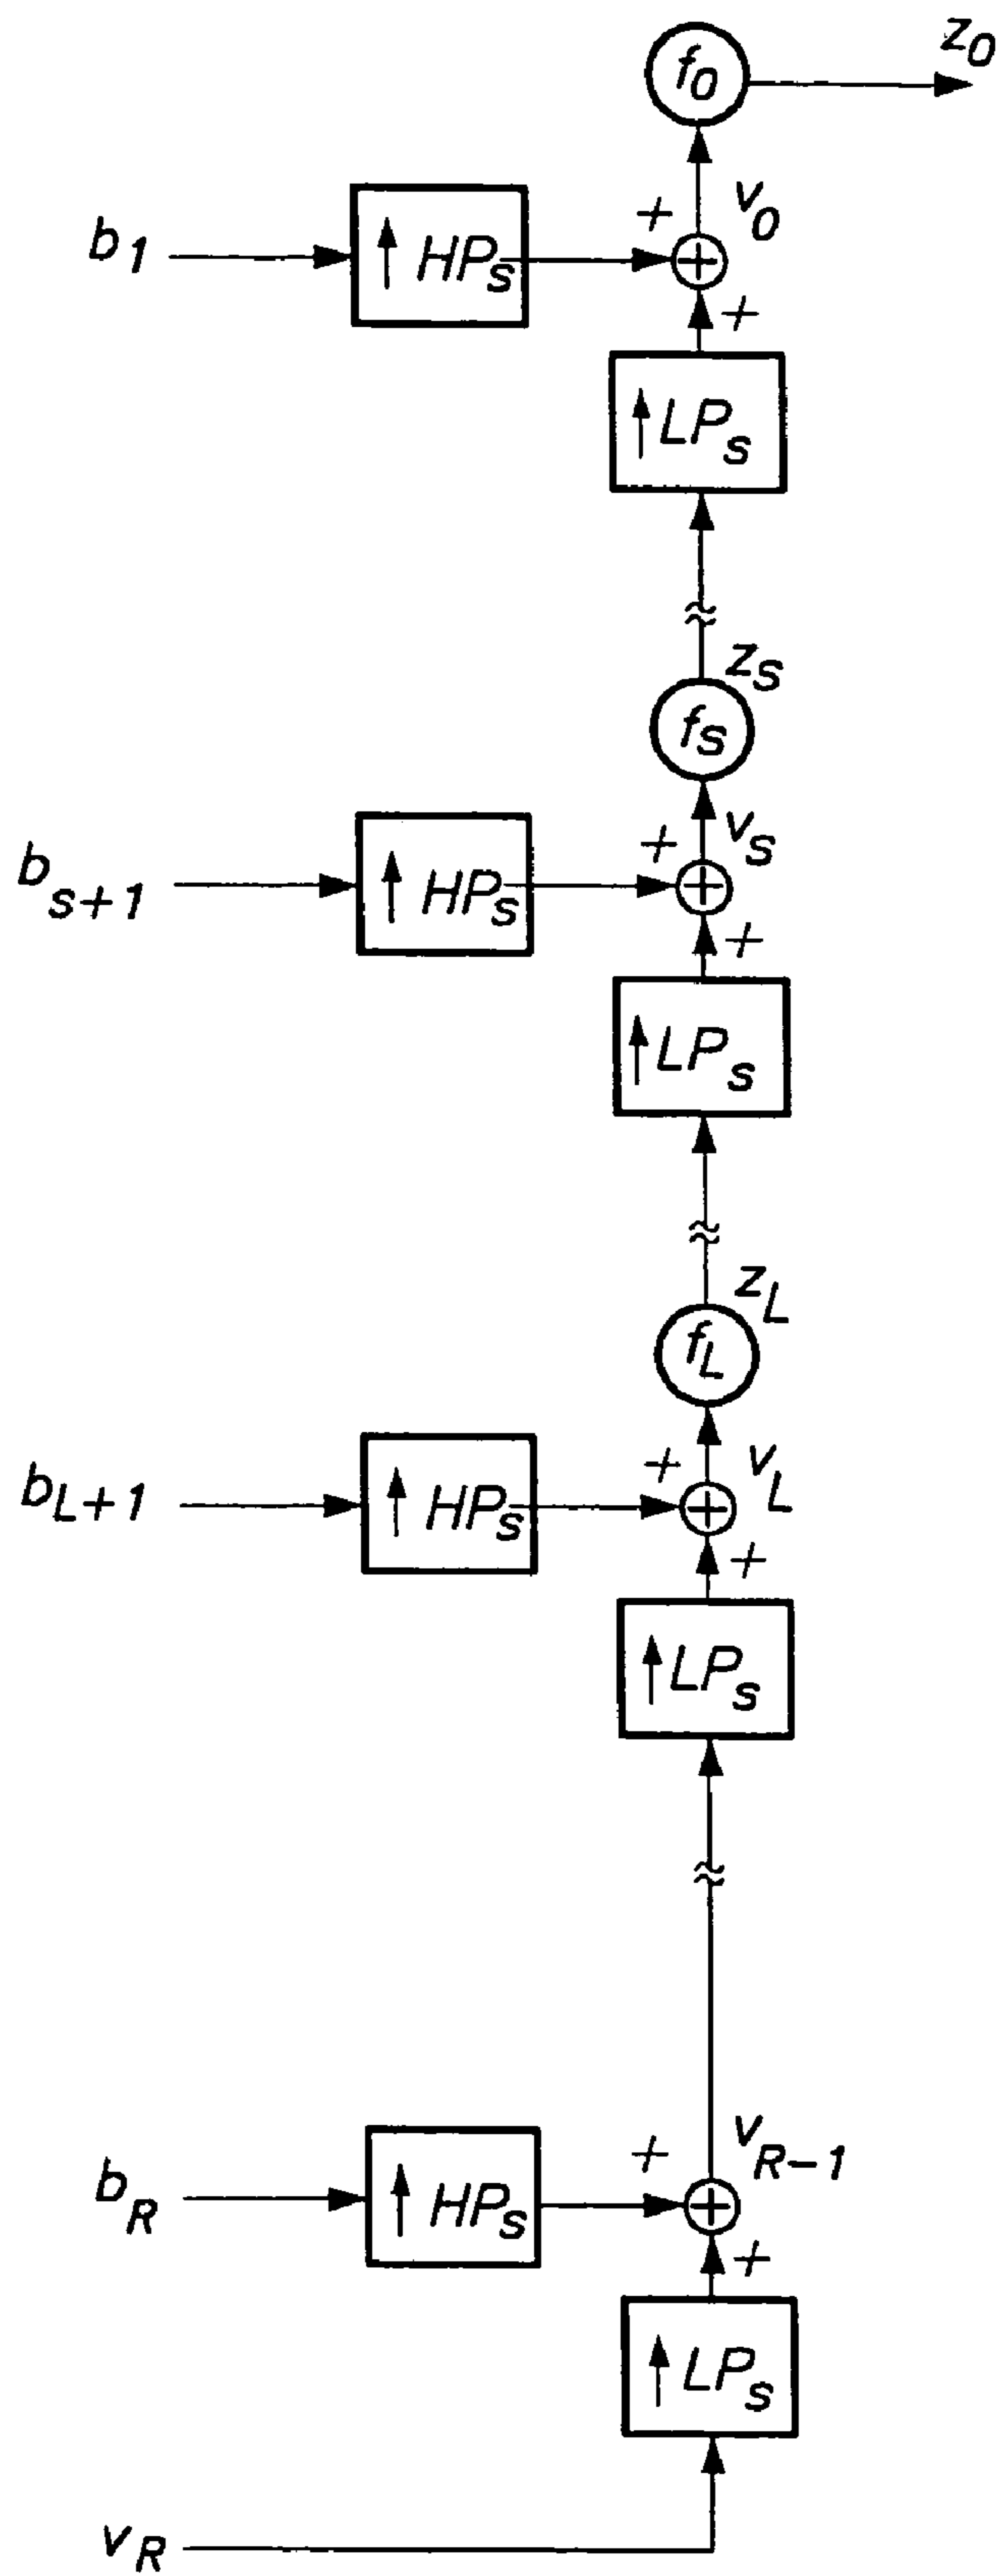 z0
f0
v0
+
b1
↑ HPs
+
+
↑ LPs
zS
fS
vS
+
bs+1
↑ HPs
+
+
↑ LPs
zL
fL
vL
+
bL+1
↑ HPs
+
+
↑ LPs
vR-1
+
bR
↑ HPs
+
+
↑ LPs
vR